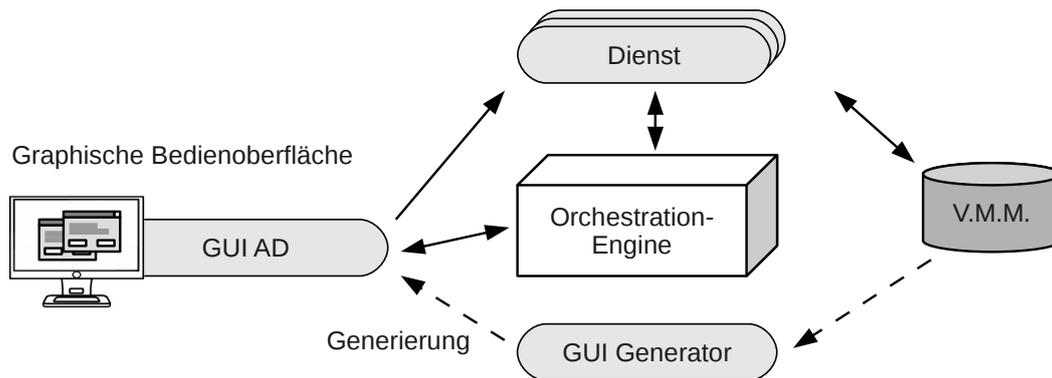 Dienst
Graphische Bedienoberfläche
GUI AD
Orchestration-
Engine
V.M.M.
Generierung
GUI Generator